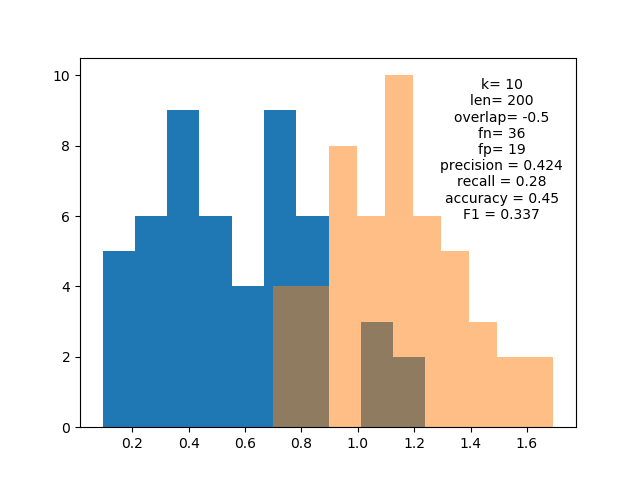 10
8
6
4
2
0
0.2 0.4 0.6 0.8 1.0 1.2 1.4 1.6
k= 10
len= 200
overlap= -0.5
fn= 36
fp= 19
precision = 0.424
recall = 0.28
accuracy = 0.45
F1 = 0.337